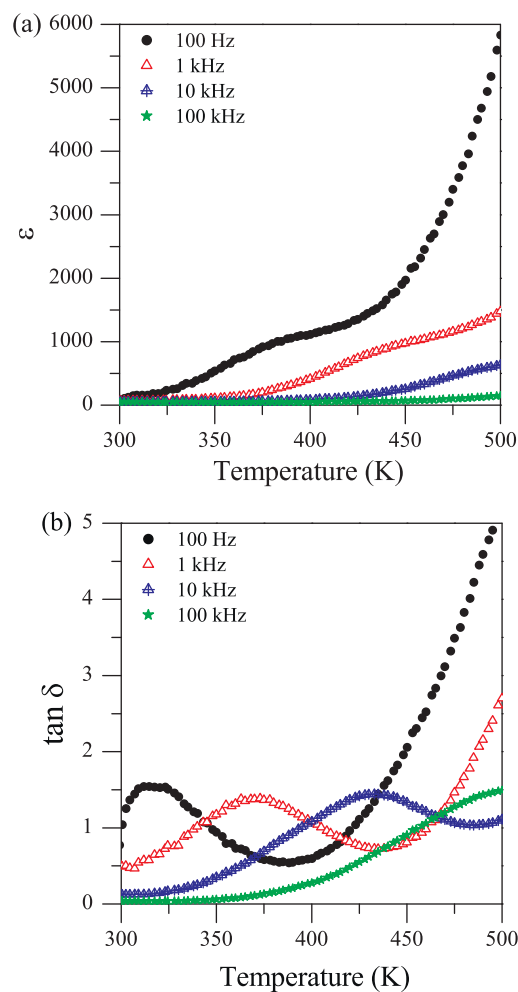 (a)
6000
5000
4000
3000
2000
1000
0
ε
100 Hz
1 kHz
10 kHz
100 kHz
300 350 400 450 500
Temperature (K)
(b)
5
4
3
2
1
0
tan δ
100 Hz
1 kHz
10 kHz
100 kHz
300 350 400 450 500
Temperature (K)